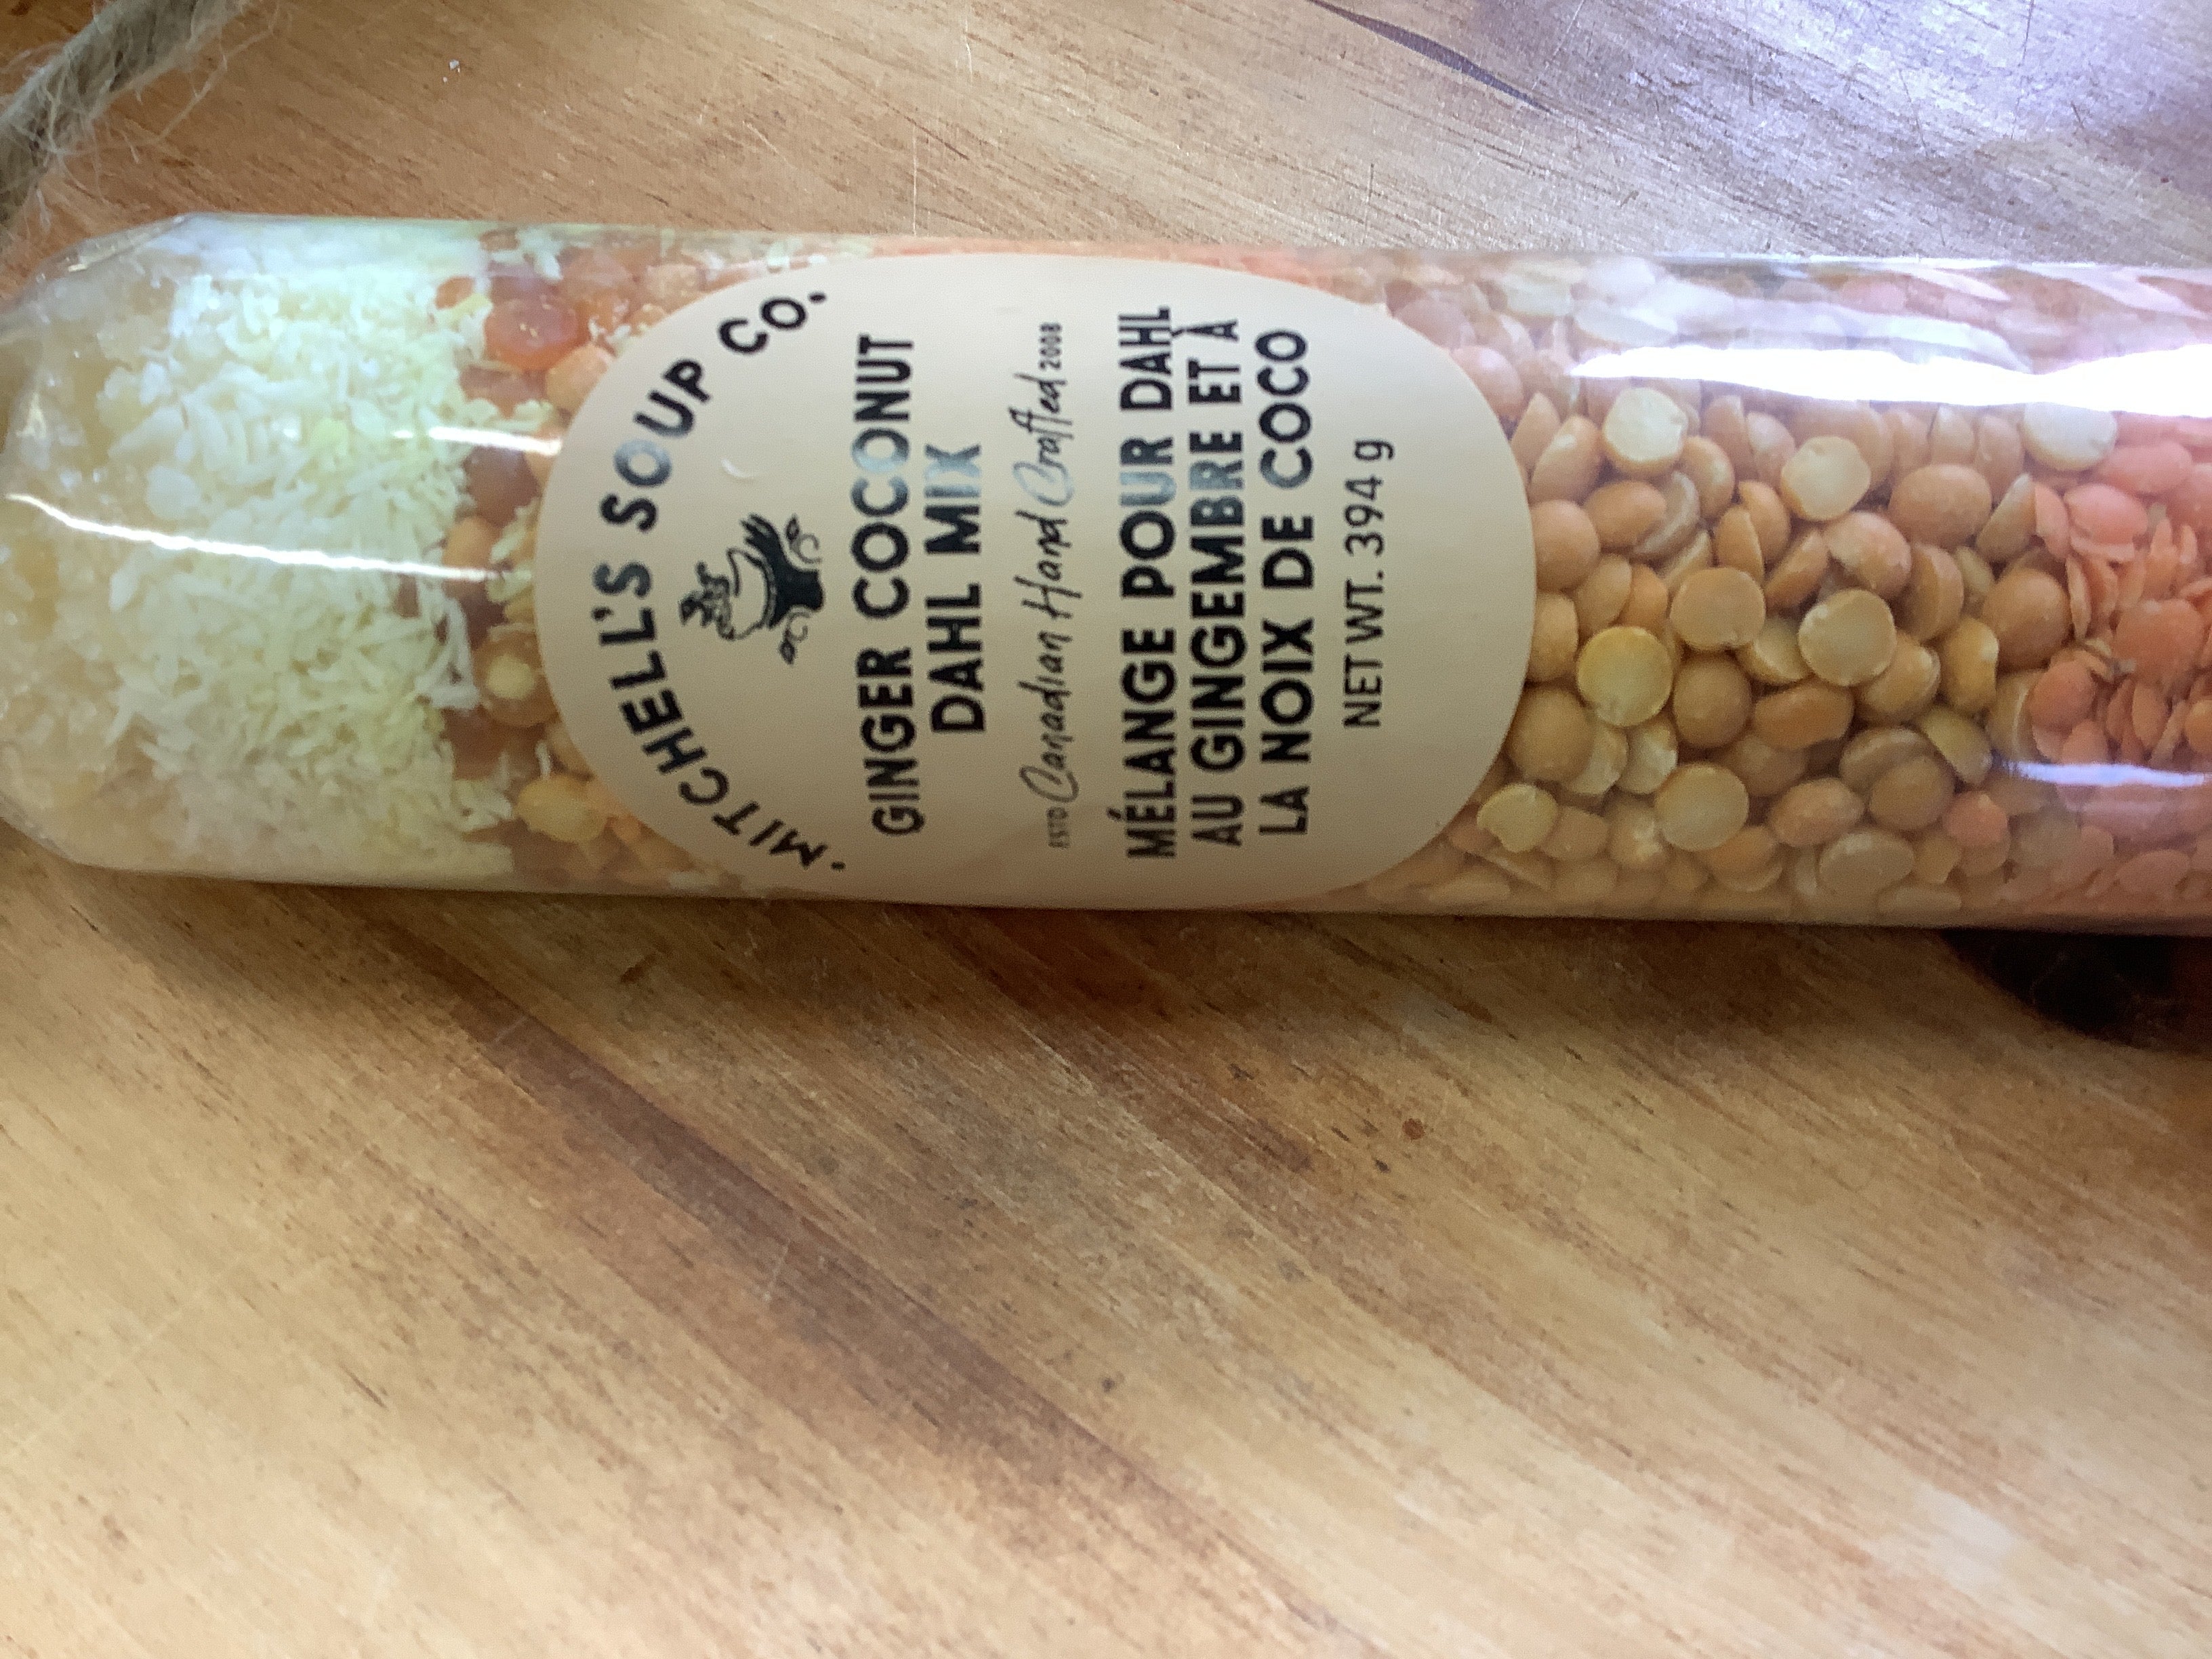 MITCHELL'S SOUP CO.
GINGER COCONUT
DAHL MIX
ESTD Canadian Hand Crafted 2008
MÉLANGE POUR DAHL
AU GINGEMBRE ET À
LA NOIX DE COCO
NET WT. 394 g